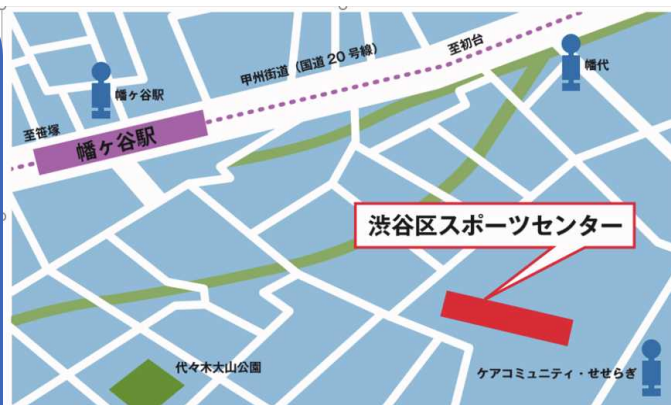 甲州街道（国道20号線）
至初台
幡代
幡ヶ谷駅
至笹塚
幡ヶ谷駅
渋谷区スポーツセンター
代々木大山公園
ケアコミュニティ・せせらぎ